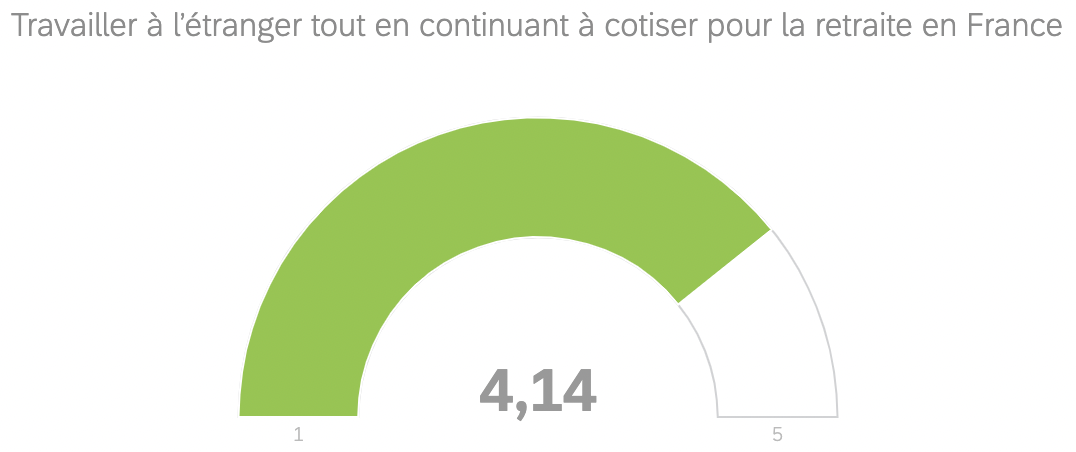 Travailler à l’étranger tout en continuant à cotiser pour la retraite en France
4,14
1
5